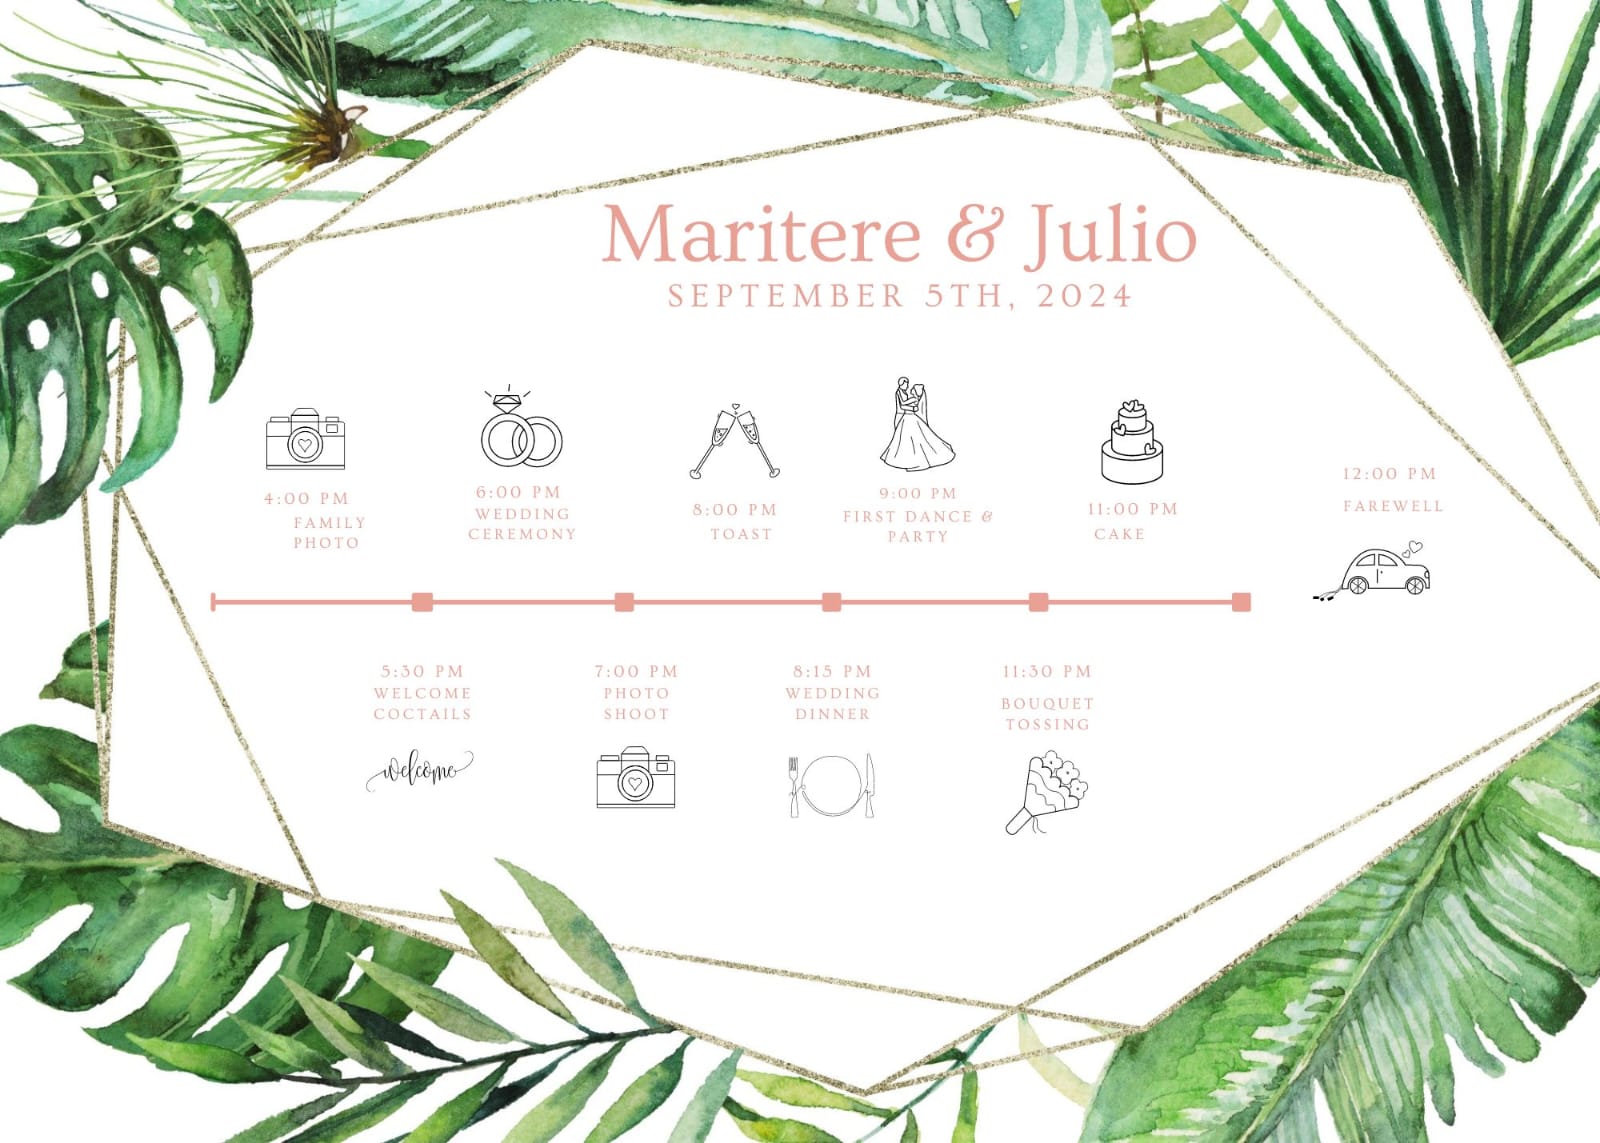 Maritere & Julio
SEPTEMBER 5TH, 2024
4:00 PM
FAMILY
PHOTO
5:30 PM
WELCOME
COCTAILS
welcome
6:00 PM
WEDDING
CEREMONY
7:00 PM
PHOTO
SHOOT
8:00 PM
TOAST
8:15 PM
WEDDING
DINNER
9:00 PM
FIRST DANCE &
PARTY
11:00 PM
CAKE
11:30 PM
BOUQUET
TOSSING
12:00 PM
FAREWELL